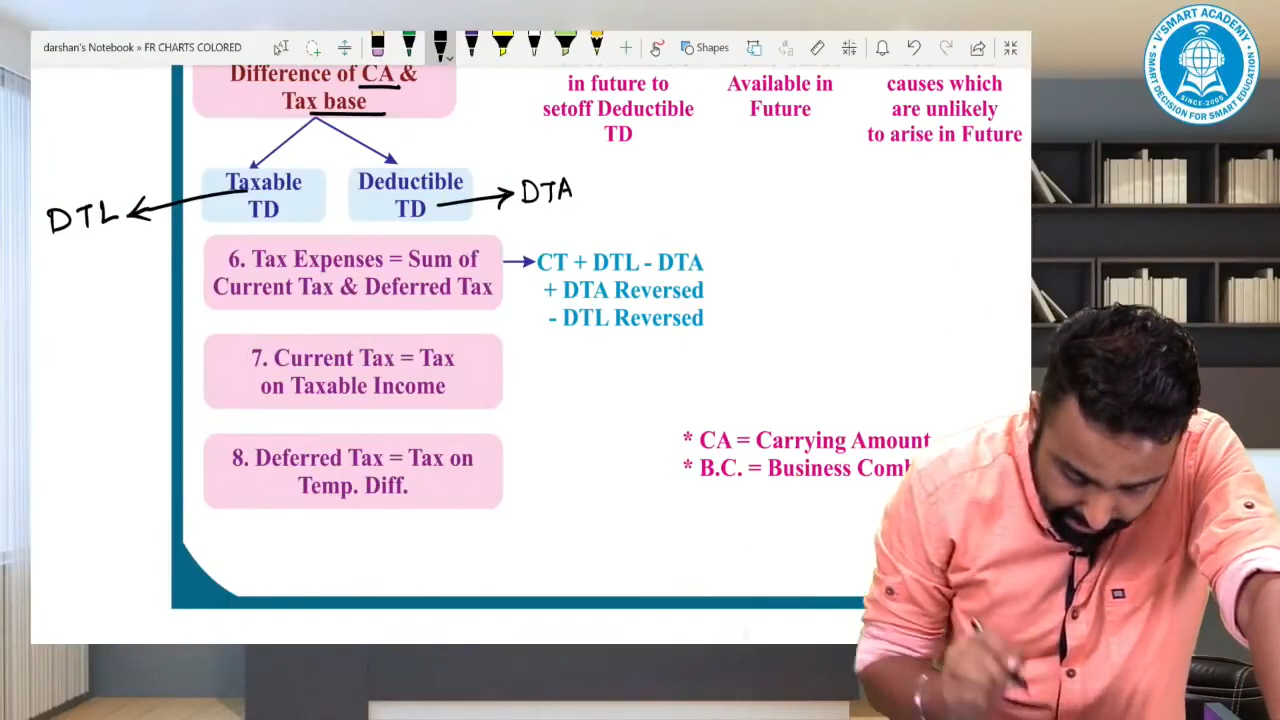 darshan's Notebook » FR CHARTS COLORED
Shapes
V'SMART ACADEMY
SINCE-2005
SMART DECISION FOR SMART EDUCATION
Difference of CA &
Tax base
in future to
setoff Deductible
TD
Available in
Future
causes which
are unlikely
to arise in Future
Taxable
TD
Deductible
TD
DTL
DTA
6. Tax Expenses = Sum of
Current Tax & Deferred Tax
CT + DTL - DTA
+ DTA Reversed
- DTL Reversed
7. Current Tax = Tax
on Taxable Income
8. Deferred Tax = Tax on
Temp. Diff.
* CA = Carrying Amount
* B.C. = Business Comb